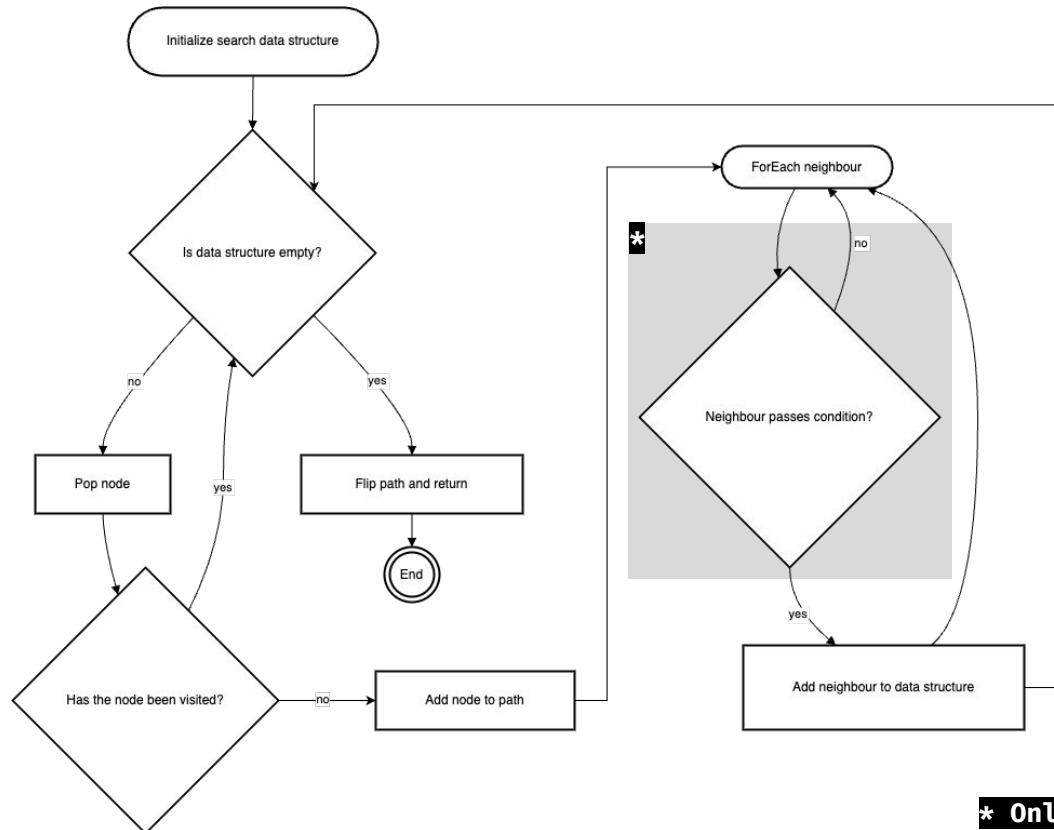 Initialize search data structure
ForEach neighbour
*
no
Is data structure empty?
no
yes
Neighbour passes condition?
Pop node
yes
Flip path and return
End
yes
Has the node been visited?
no
Add node to path
Add neighbour to data structure
*